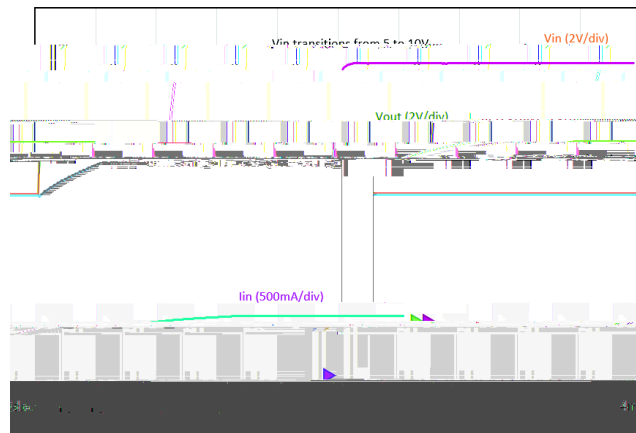 Vin (2V/div)
Vin transitions from 5 to 10V
Vout (2V/div)
Iin (500mA/div)